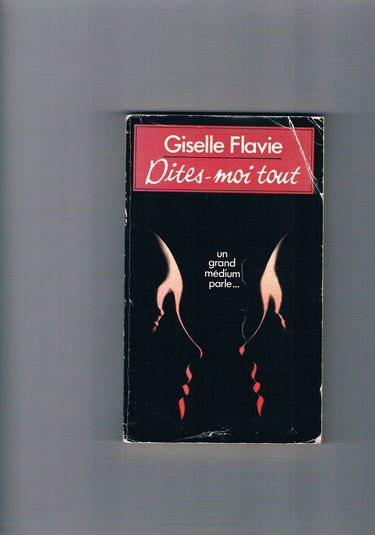 Giselle Flavie
Dites-moi tout
un
grand
médium
parle...